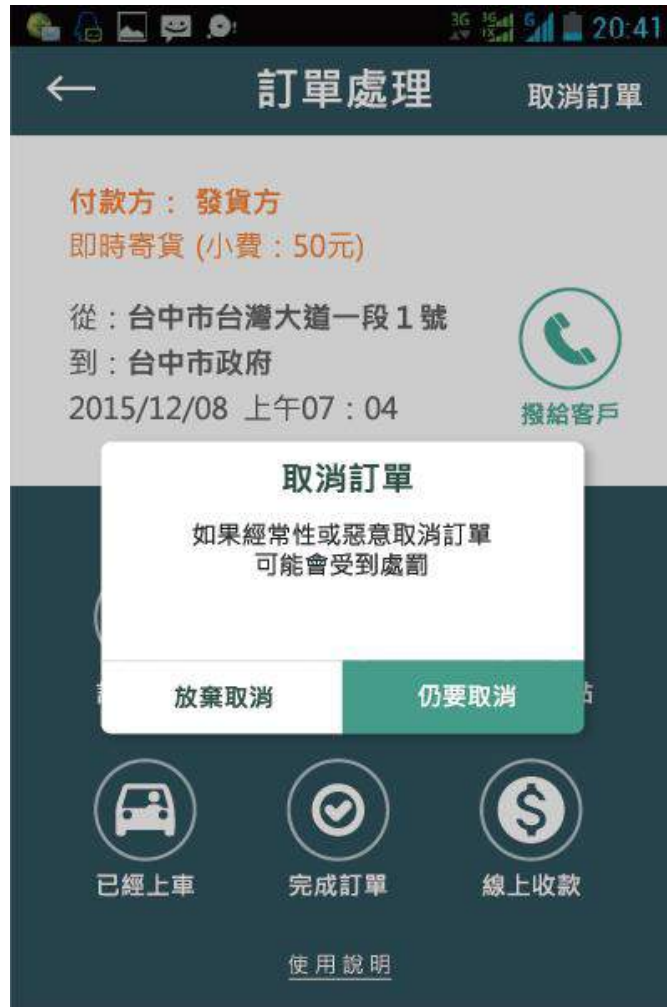 3G 3G 1X G 20:41
← 訂單處理 取消訂單
付款方：發貨方
即時寄貨 (小費：50元)
從：台中市台灣大道一段１號
到：台中市政府
2015/12/08 上午07：04
撥給客戶
取消訂單
如果經常性或惡意取消訂單
可能會受到處罰
放棄取消 仍要取消
已經上車 完成訂單 線上收款
使用說明